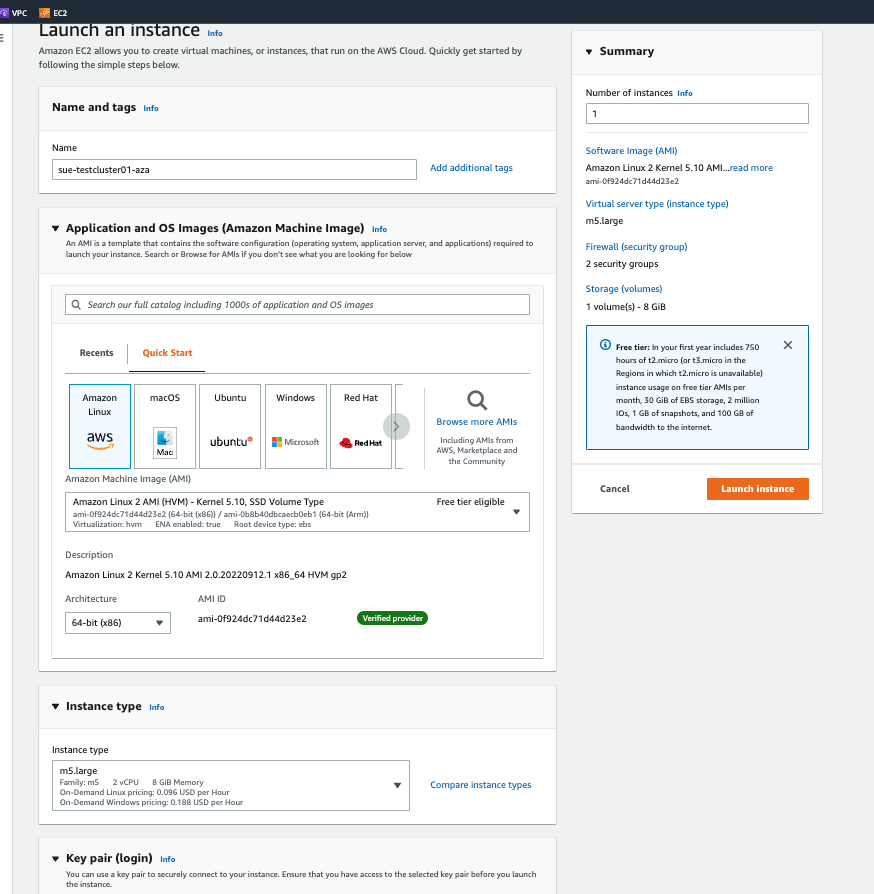 VPC EC2
Launch an instance Info
Amazon EC2 allows you to create virtual machines, or instances, that run on the AWS Cloud. Quickly get started by
following the simple steps below.
Name and tags Info
Name
sue-testcluster01-aza
Add additional tags
Application and OS Images (Amazon Machine Image) Info
An AMI is a template that contains the software configuration (operating system, application server, and applications) required to
launch your instance. Search or Browse for AMIs if you don't see what you are looking for below
Search our full catalog including 1000s of application and OS images
Recents Quick Start
Amazon
Linux
aws
macOS
Mac
Ubuntu
ubuntu
Windows
Microsoft
Red Hat
Red Hat
Browse more AMIs
Including AMIs from
AWS, Marketplace and
the Community
Amazon Machine Image (AMI)
Amazon Linux 2 AMI (HVM) - Kernel 5.10, SSD Volume Type Free tier eligible
ami-0f924dc71d44d23e2 (64-bit (x86)) / ami-0b8b40dbcaecb0eb1 (64-bit (Arm))
Virtualization: hvm ENA enabled: true Root device type: ebs
Description
Amazon Linux 2 Kernel 5.10 AMI 2.0.20220912.1 x86_64 HVM gp2
Architecture AMI ID
64-bit (x86) ami-0f924dc71d44d23e2 Verified provider
Instance type Info
Instance type
m5.large
Family: m5 2 vCPU 8 GiB Memory
On-Demand Linux pricing: 0.096 USD per Hour
On-Demand Windows pricing: 0.188 USD per Hour
Compare instance types
Key pair (login) Info
You can use a key pair to securely connect to your instance. Ensure that you have access to the selected key pair before you launch
the instance.
Summary
Number of instances Info
1
Software Image (AMI)
Amazon Linux 2 Kernel 5.10 AMI...read more
ami-0f924dc71d44d23e2
Virtual server type (instance type)
m5.large
Firewall (security group)
2 security groups
Storage (volumes)
1 volume(s) - 8 GiB
Free tier: In your first year includes 750
hours of t2.micro (or t3.micro in the
Regions in which t2.micro is unavailable)
instance usage on free tier AMIs per
month, 30 GiB of EBS storage, 2 million
IOs, 1 GB of snapshots, and 100 GB of
bandwidth to the internet.
Cancel Launch instance